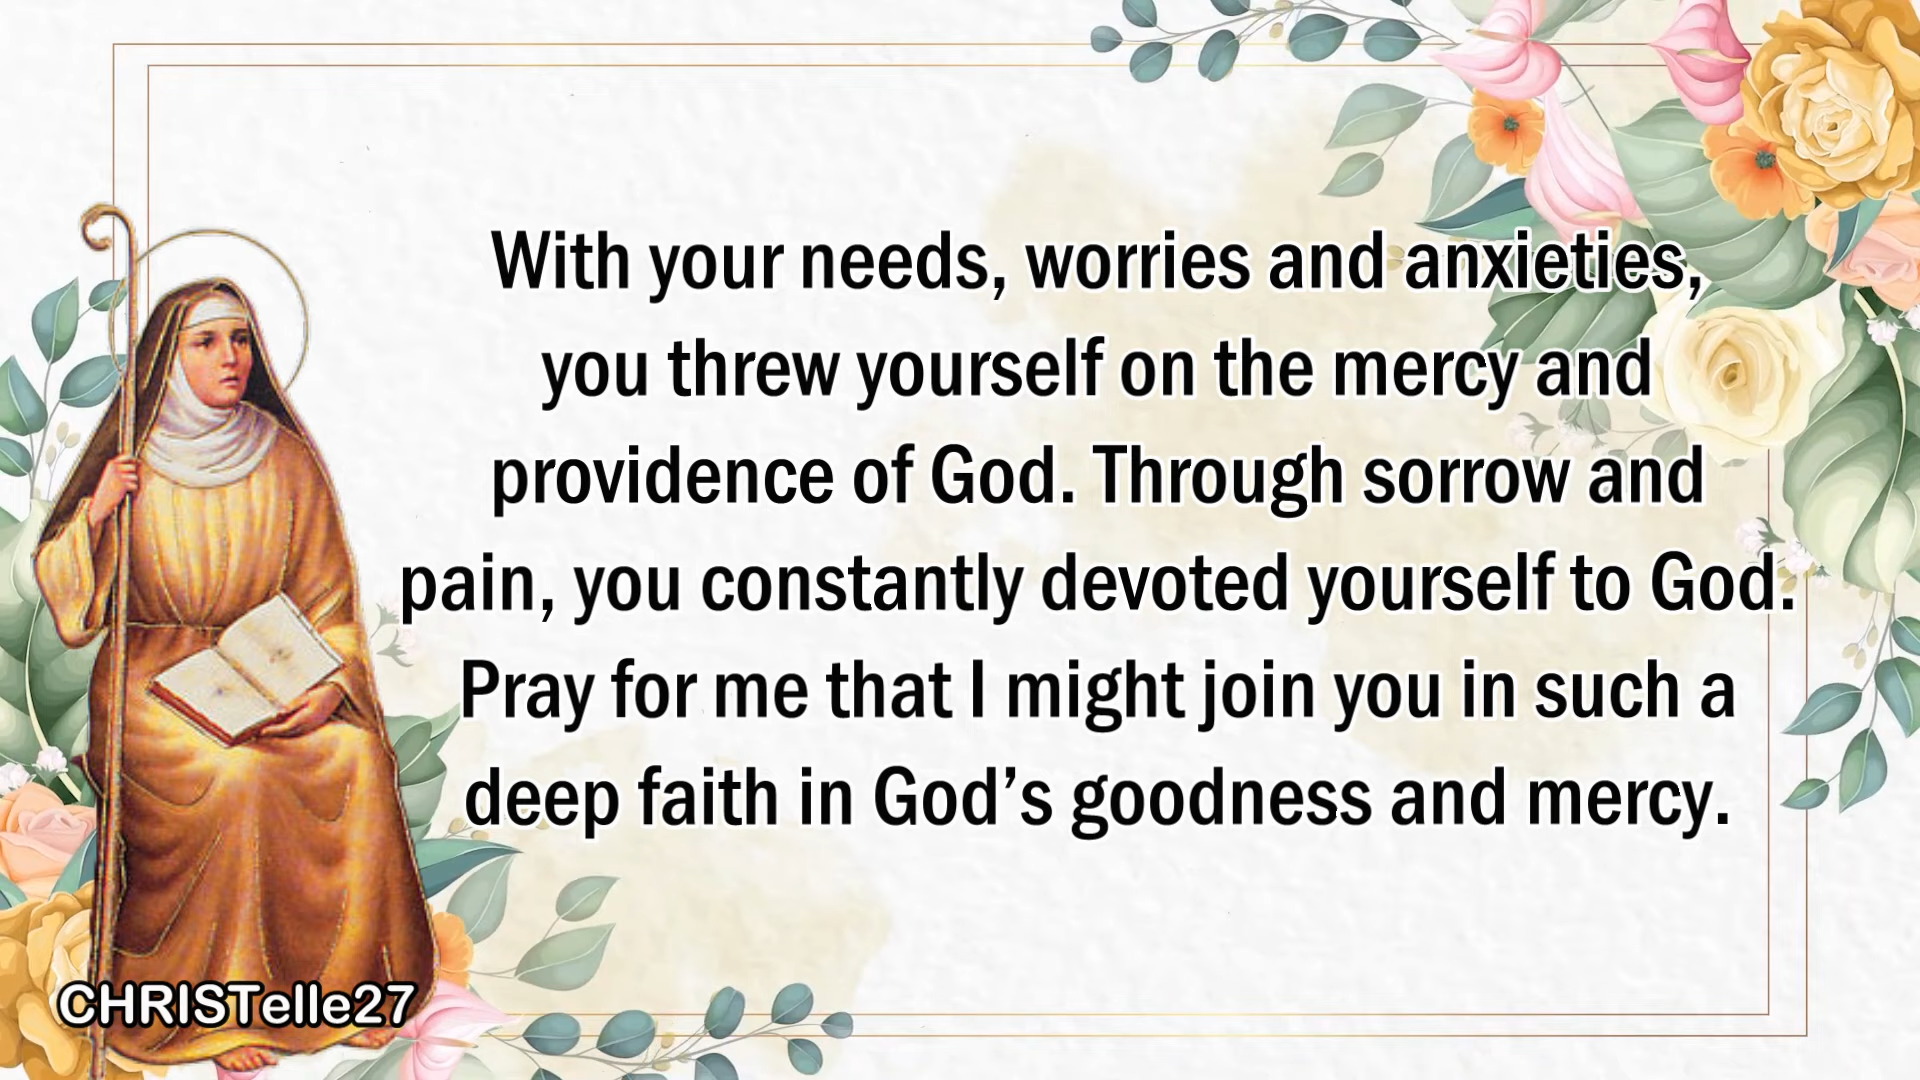 With your needs, worries and anxieties,
you threw yourself on the mercy and
providence of God. Through sorrow and
pain, you constantly devoted yourself to God.
Pray for me that I might join you in such a
deep faith in God’s goodness and mercy.
CHRISTelle27